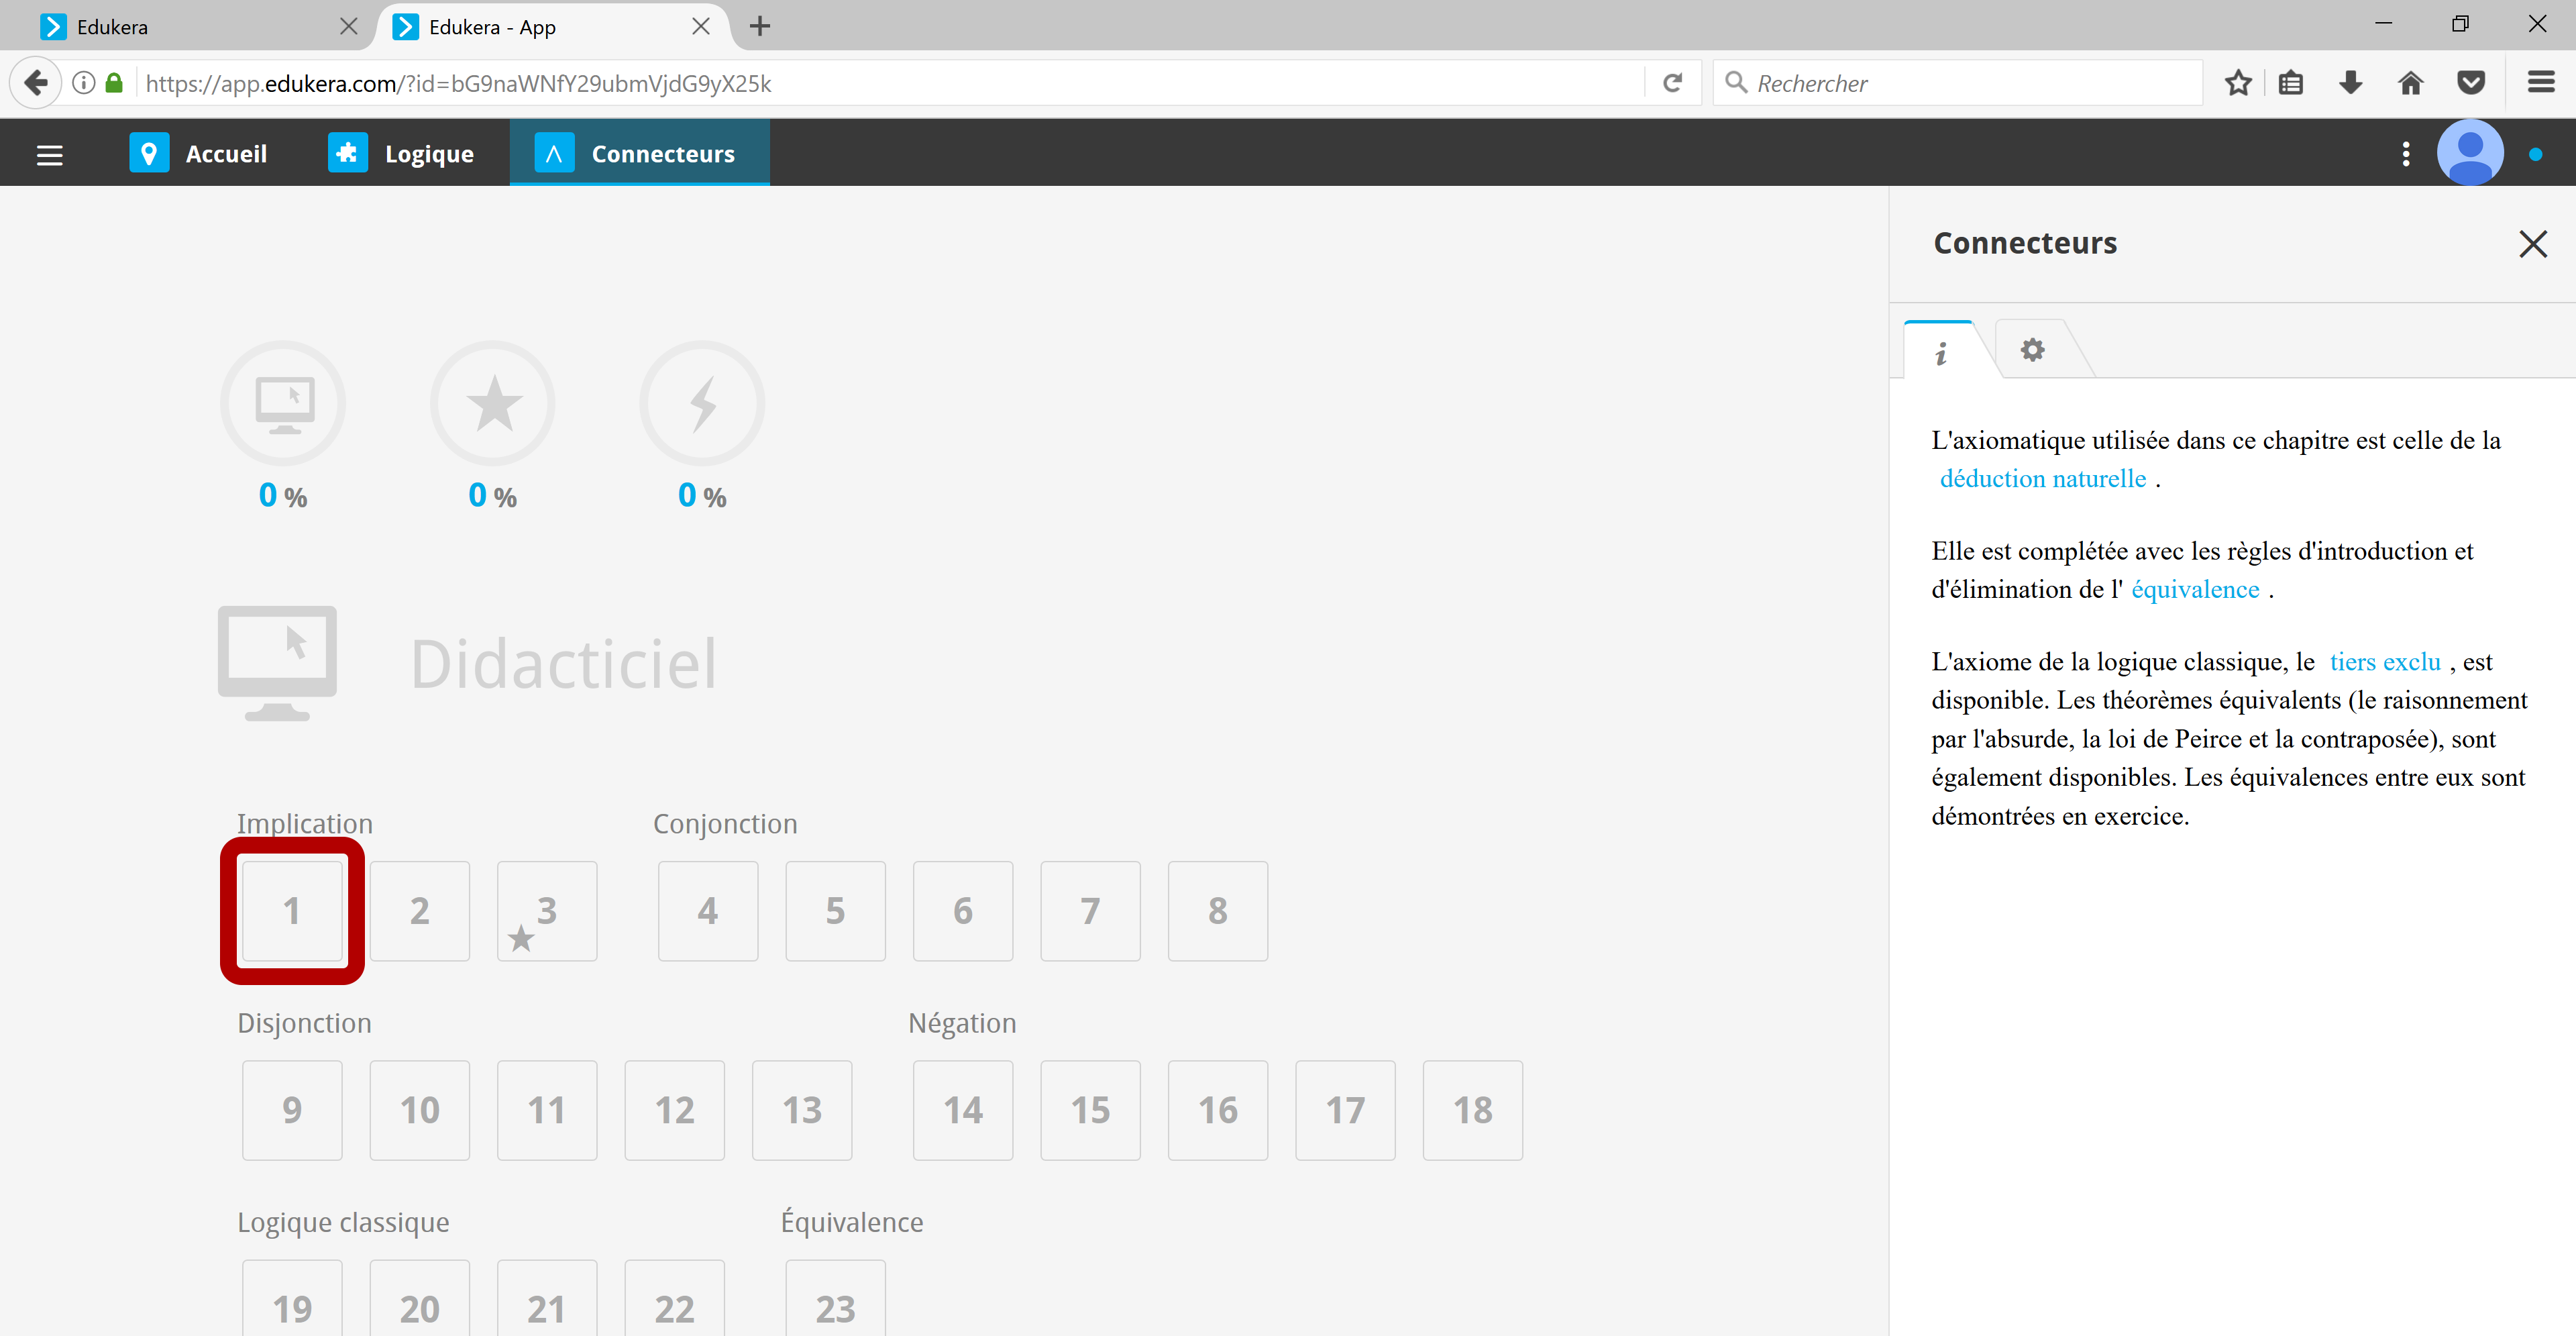 Edukera
Edukera - App
https://app.edukera.com/?id=bG9naWNfY29ubmVjdG9yX25k
Rechercher
Accueil
Logique
Connecteurs
Connecteurs
L'axiomatique utilisée dans ce chapitre est celle de la
déduction naturelle .
Elle est complétée avec les règles d'introduction et
d'élimination de l' équivalence .
L'axiome de la logique classique, le tiers exclu , est
disponible. Les théorèmes équivalents (le raisonnement
par l'absurde, la loi de Peirce et la contraposée), sont
également disponibles. Les équivalences entre eux sont
démontrées en exercice.
0 % 0 % 0 %
Didacticiel
Implication Conjonction
1 2 3 4 5 6 7 8
Disjonction Négation
9 10 11 12 13 14 15 16 17 18
Logique classique Équivalence
19 20 21 22 23